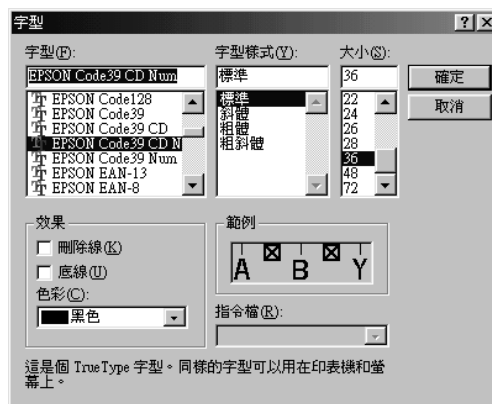 字型
字型(F):
EPSON Code39 CD Num
EPSON Code128
EPSON Code39
EPSON Code39 CD
EPSON Code39 CD N
EPSON Code39 Num
EPSON EAN-13
EPSON EAN-8
字型樣式(Y):
標準
標準
斜體
粗體
粗斜體
大小(S):
36
22
24
26
28
36
48
72
確定
取消
效果
刪除線(K)
底線(U)
色彩(C):
黑色
範例
A B Y
指令檔(R):
這是個 TrueType 字型。同樣的字型可以用在印表機和螢
幕上。